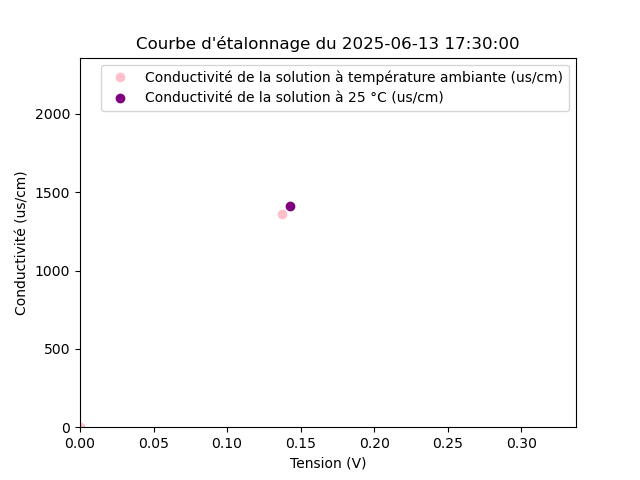 Courbe d'étalonnage du 2025-06-13 17:30:00
Conductivité de la solution à température ambiante (us/cm)
Conductivité de la solution à 25 °C (us/cm)
Conductivité (us/cm)
2000
1500
1000
500
0
0.00 0.05 0.10 0.15 0.20 0.25 0.30
Tension (V)